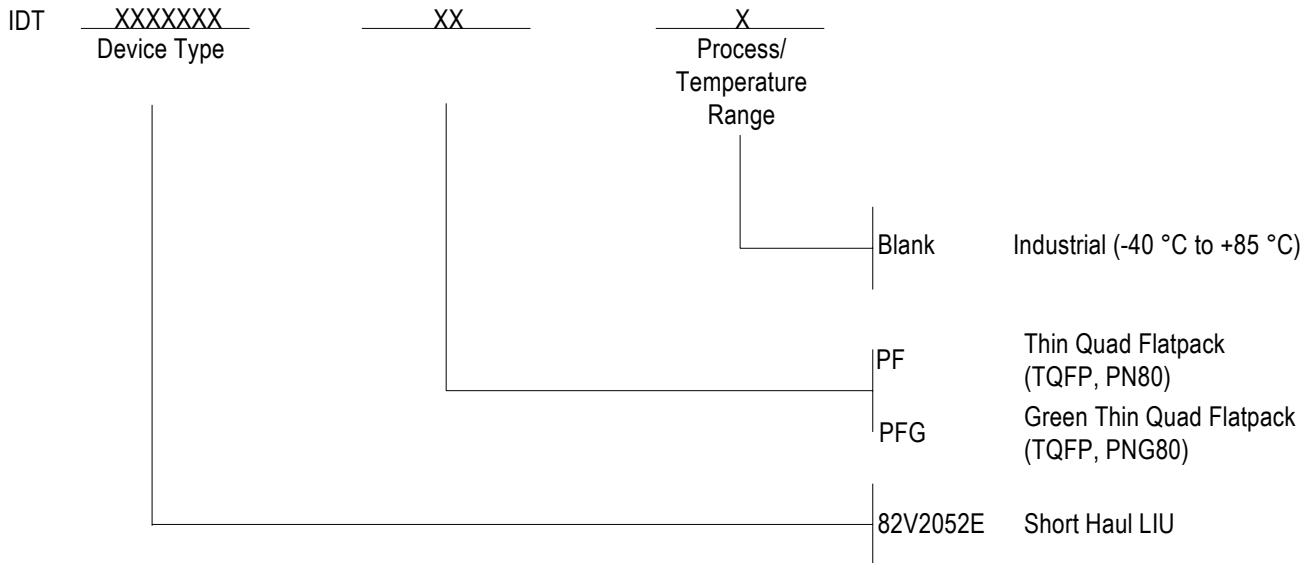 IDT XXXXXXX XX X
Device Type
Process/
Temperature
Range
Blank Industrial (-40 °C to +85 °C)
PF Thin Quad Flatpack
(TQFP, PN80)
PFG Green Thin Quad Flatpack
(TQFP, PNG80)
82V2052E Short Haul LIU